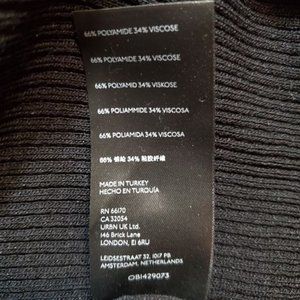 66% POLYAMIDE 34% VISCOSE
66% POLYAMIDE 34% VISCOSE
66% POLYAMID 34% VISKOSE
66% POLIAMMIDE 34% VISCOSA
66% POLIAMIDA 34% VISCOSA
66% 锦纶 34% 粘胶纤维
MADE IN TURKEY
HECHO EN TURQUÍA
RN 66170
CA 32054
URBN UK Ltd.
146 Brick Lane
LONDON, E1 6RU
LEIDSESTRAAT 32, 1017 PB
AMSTERDAM, NETHERLANDS
OB1429073